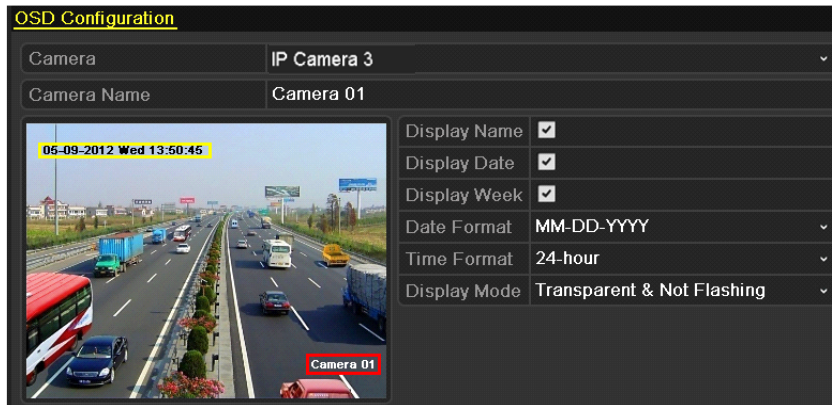 OSD Configuration
Camera IP Camera 3
Camera Name Camera 01
05-09-2012 Wed 13:50:45
Camera 01
Display Name
Display Date
Display Week
Date Format MM-DD-YYYY
Time Format 24-hour
Display Mode Transparent & Not Flashing